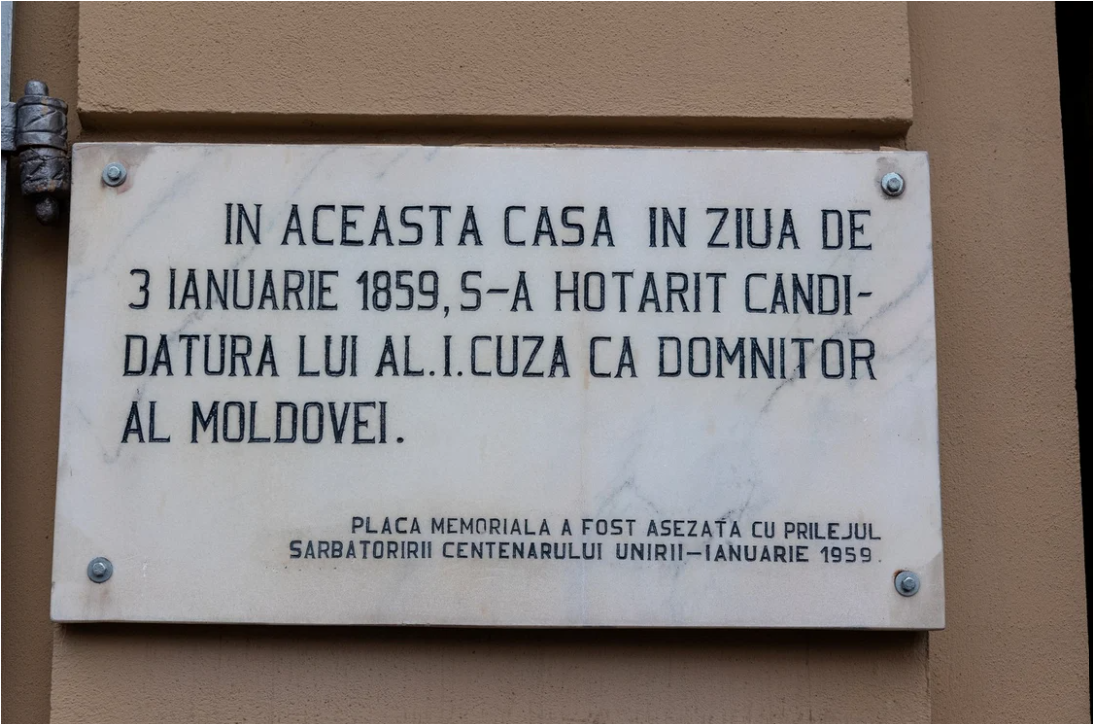 IN ACEASTA CASA IN ZIUA DE
3 IANUARIE 1859, S-A HOTARIT CANDI-
DATURA LUI AL. I. CUZA CA DOMNITOR
AL MOLDOVEI.
PLACA MEMORIALA A FOST ASEZATA CU PRILEJUL
SARBATORIRII CENTENARULUI UNIRII-IANUARIE 1959.